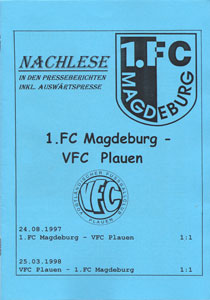 NACHLESE
IN DEN PRESSEBERICHTEN
INKL. AUSWÄRTSPRESSE
1.FC
MAGDEBURG
1.FC Magdeburg -
VFC Plauen
VFC
PLAUEN
24.08.1997
1.FC Magdeburg - VFC Plauen 1:1
25.03.1998
VFC Plauen - 1.FC Magdeburg 1:1